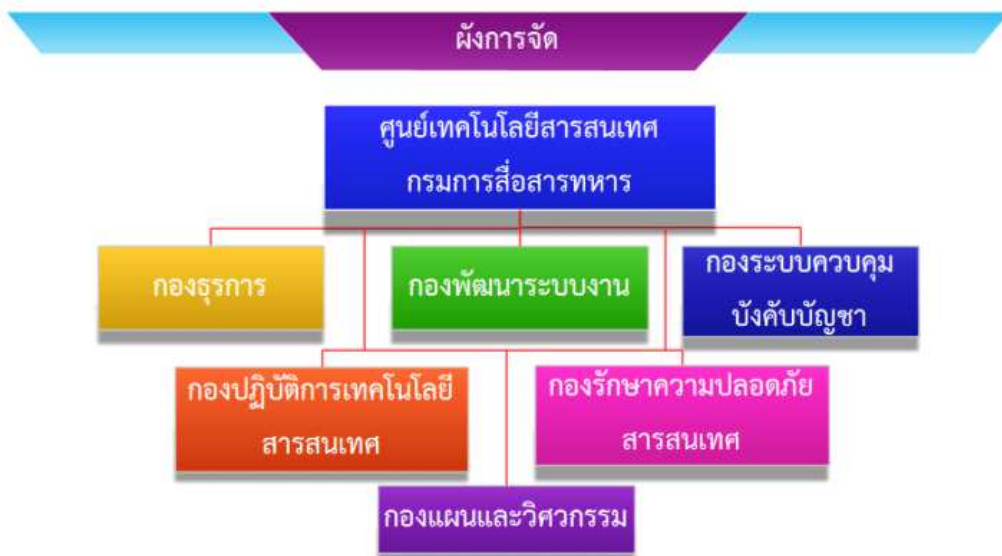 ผังการจัด
ศูนย์เทคโนโลยีสารสนเทศ
กรมการสื่อสารทหาร
กองธุรการ
กองพัฒนาระบบงาน
กองระบบควบคุม
บังคับบัญชา
กองปฏิบัติการเทคโนโลยี
สารสนเทศ
กองรักษาความปลอดภัย
สารสนเทศ
กองแผนและวิศวกรรม